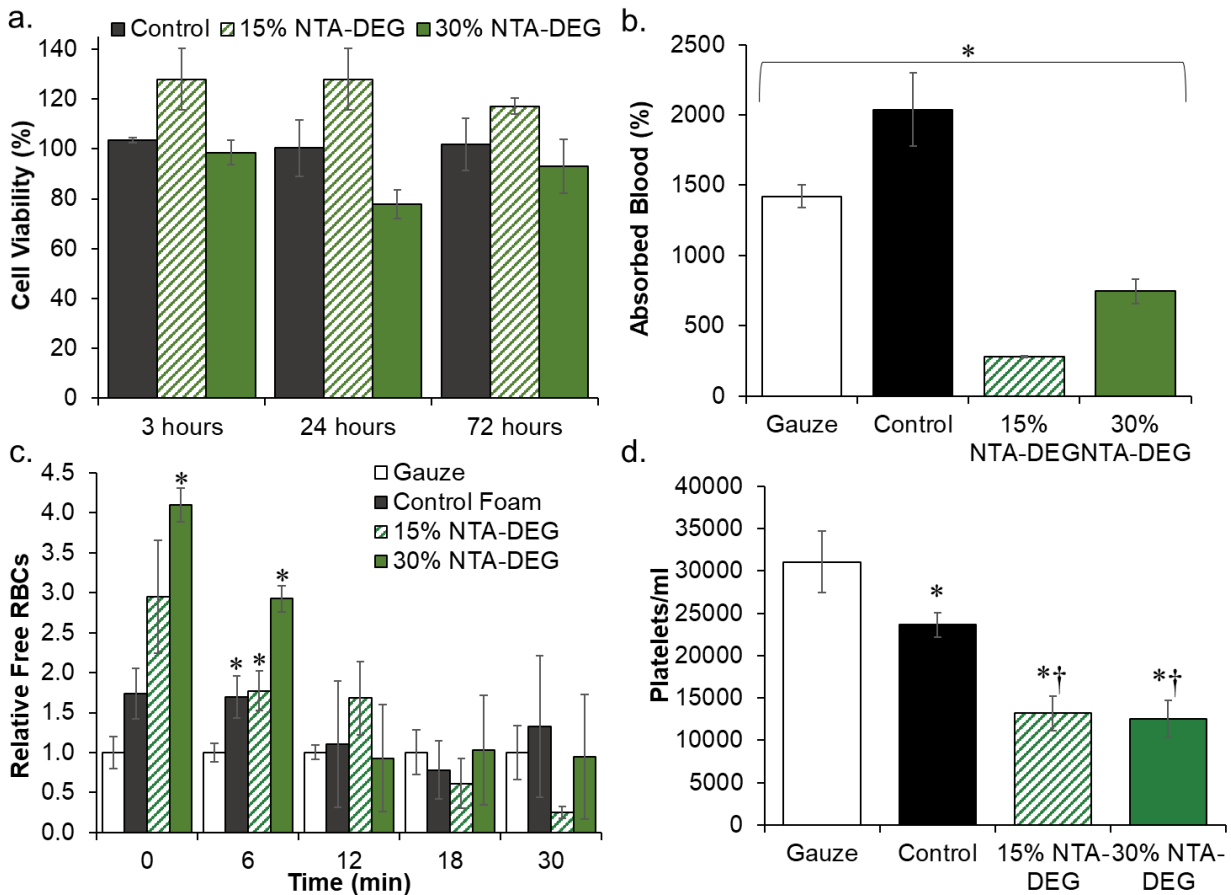 a.
Control 15% NTA-DEG 30% NTA-DEG
140
120
100
80
60
40
20
0
Cell Viability (%)
3 hours 24 hours 72 hours
b.
2500
2000
1500
1000
500
0
Absorbed Blood (%)
*
Gauze Control 15% 30%
NTA-DEG NTA-DEG
c.
4.5
4.0
3.5
3.0
2.5
2.0
1.5
1.0
0.5
0.0
Relative Free RBCs
Gauze
Control Foam
15% NTA-DEG
30% NTA-DEG
* * * *
0 6 12 18 30
Time (min)
d.
40000
35000
30000
25000
20000
15000
10000
5000
0
Platelets/ml
* *† *†
Gauze Control 15% NTA- 30% NTA-
DEG DEG